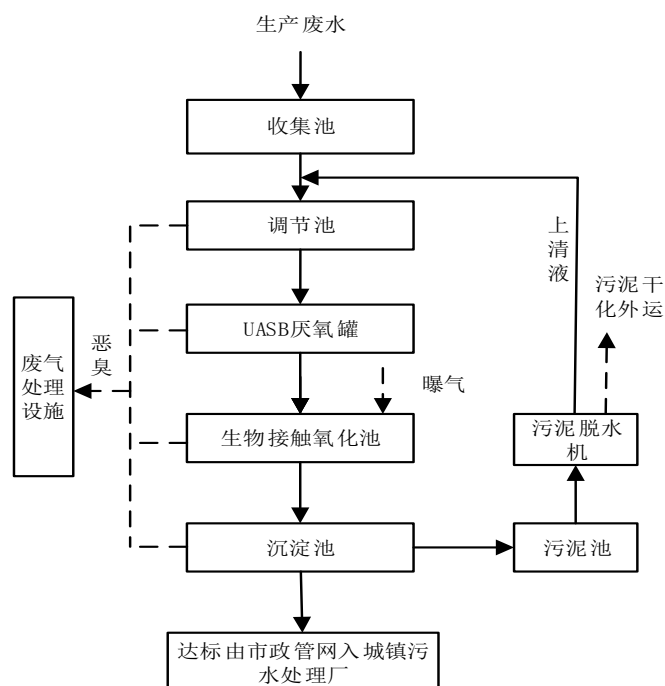 生产废水
收集池
调节池
上
清
液
污泥干
化外运
UASB厌氧罐
恶
臭
废气
处理
设施
曝气
生物接触氧化池
污泥脱水
机
沉淀池
污泥池
达标由市政管网入城镇污
水处理厂